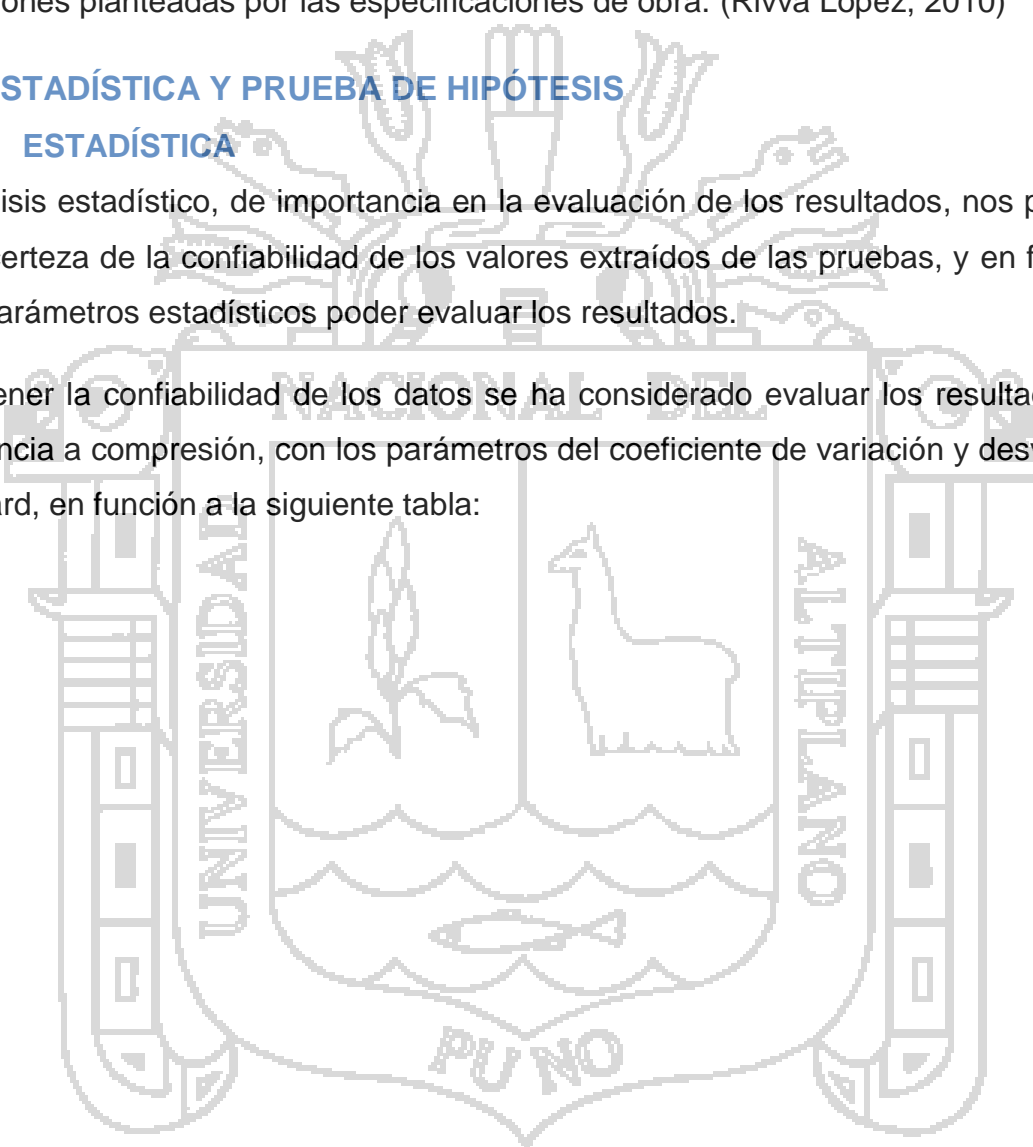 ones planteadas por las especificaciones de obra. (Rivva López, 2010)
STADÍSTICA Y PRUEBA DE HIPÓTESIS
ESTADÍSTICA
isis estadístico, de importancia en la evaluación de los resultados, nos p
certeza de la confiabilidad de los valores extraídos de las pruebas, y en f
parámetros estadísticos poder evaluar los resultados.
NACIONAL DEL
ener la confiabilidad de los datos se ha considerado evaluar los resulta
ncia a compresión, con los parámetros del coeficiente de variación y desv
ard, en función a la siguiente tabla:
UNIVERSIDAD
ALTIPLANO
PUNO